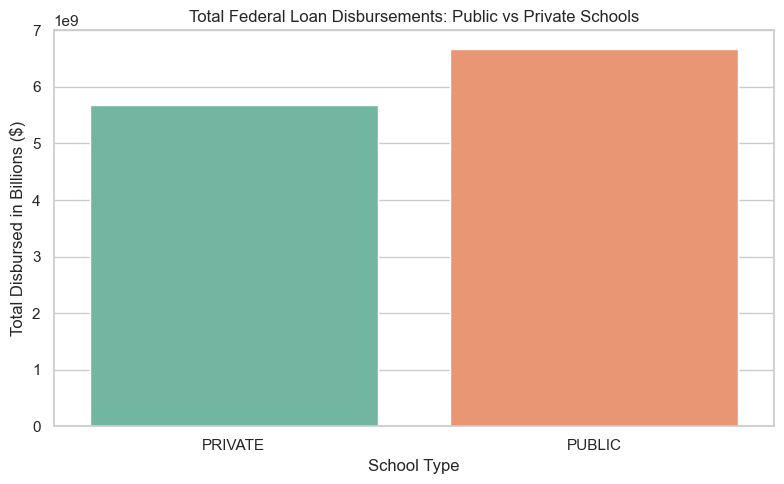 Total Federal Loan Disbursements: Public vs Private Schools
1e9
7
6
5
4
3
2
1
0
Total Disbursed in Billions ($)
PRIVATE
PUBLIC
School Type